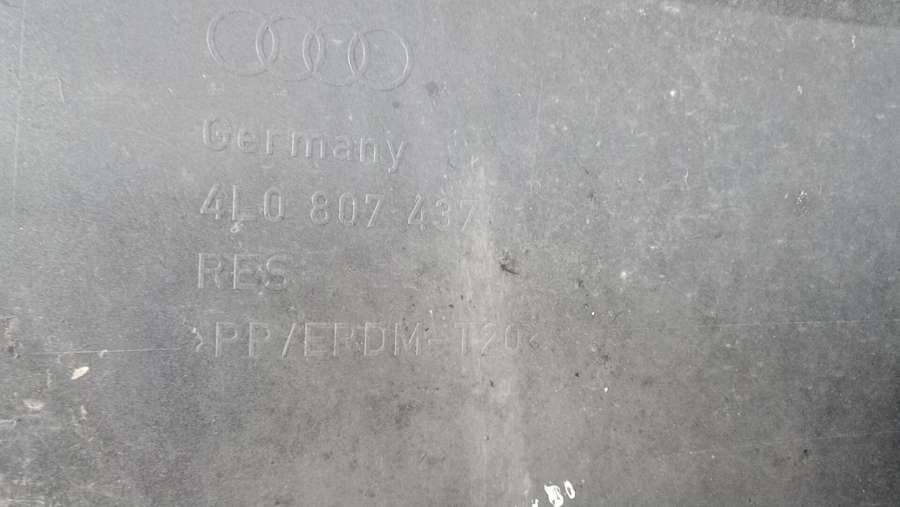 Germany
4L0 807 437
RES
>PP/EPDM-T20<